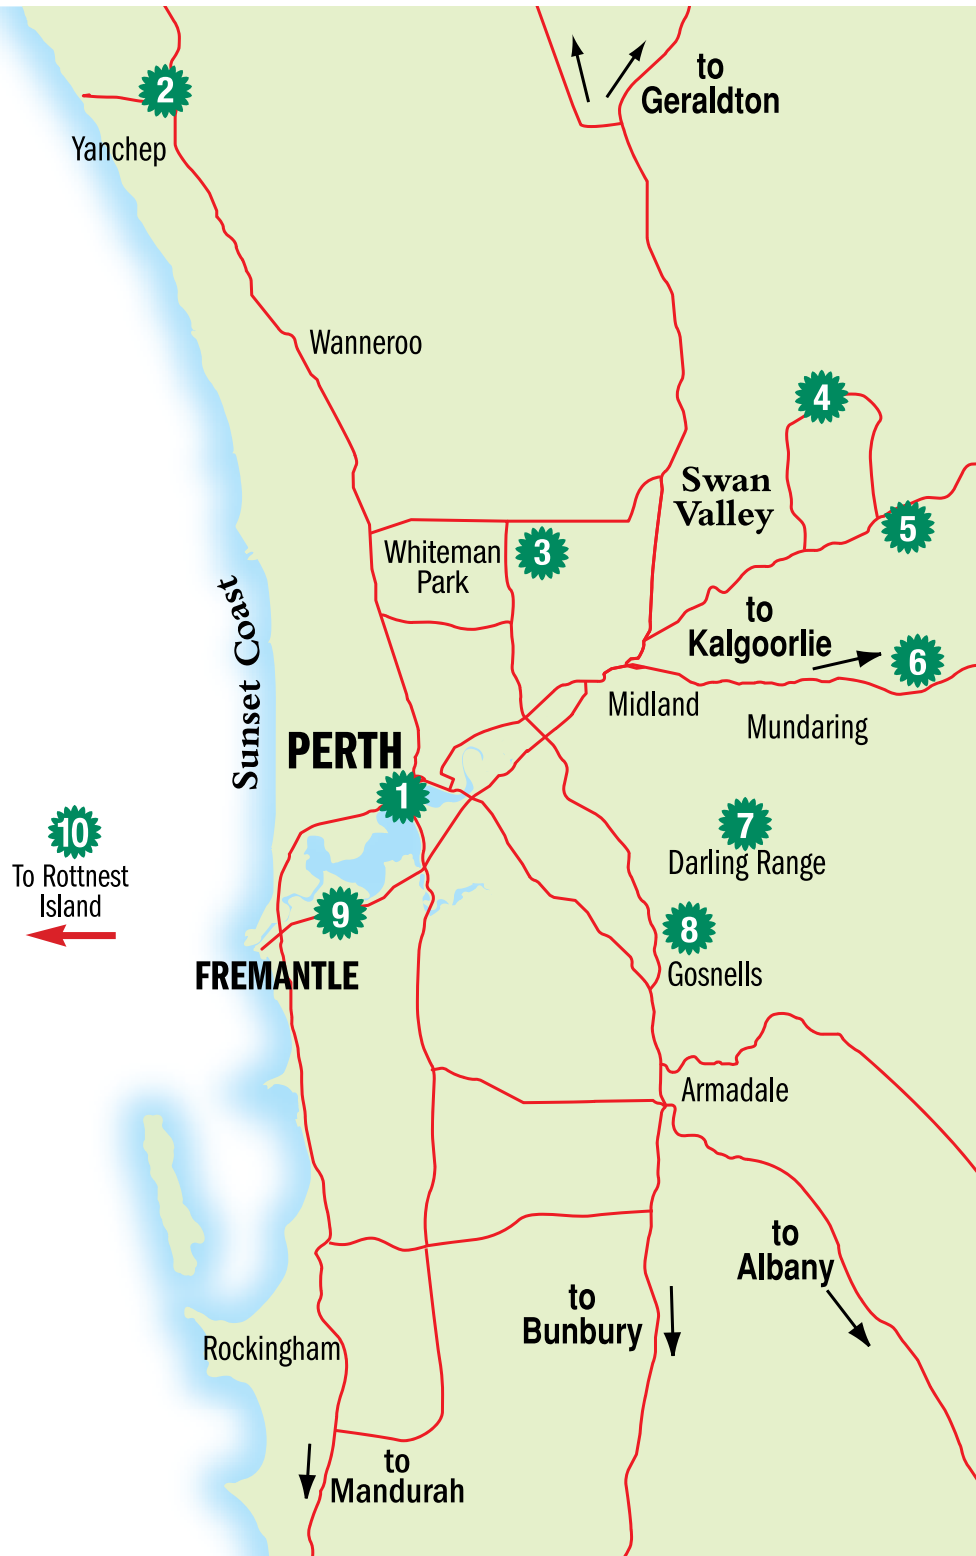 to
Geraldton
2
Yanchep
Wanneroo
4
Swan
Valley
5
3
Whiteman
Park
Sunset Coast
to
Kalgoorlie
6
Midland
Mundaring
PERTH
1
10
To Rottnest
Island
7
Darling Range
9
8
FREMANTLE
Gosnells
Armadale
to
Albany
to
Bunbury
Rockingham
to
Mandurah